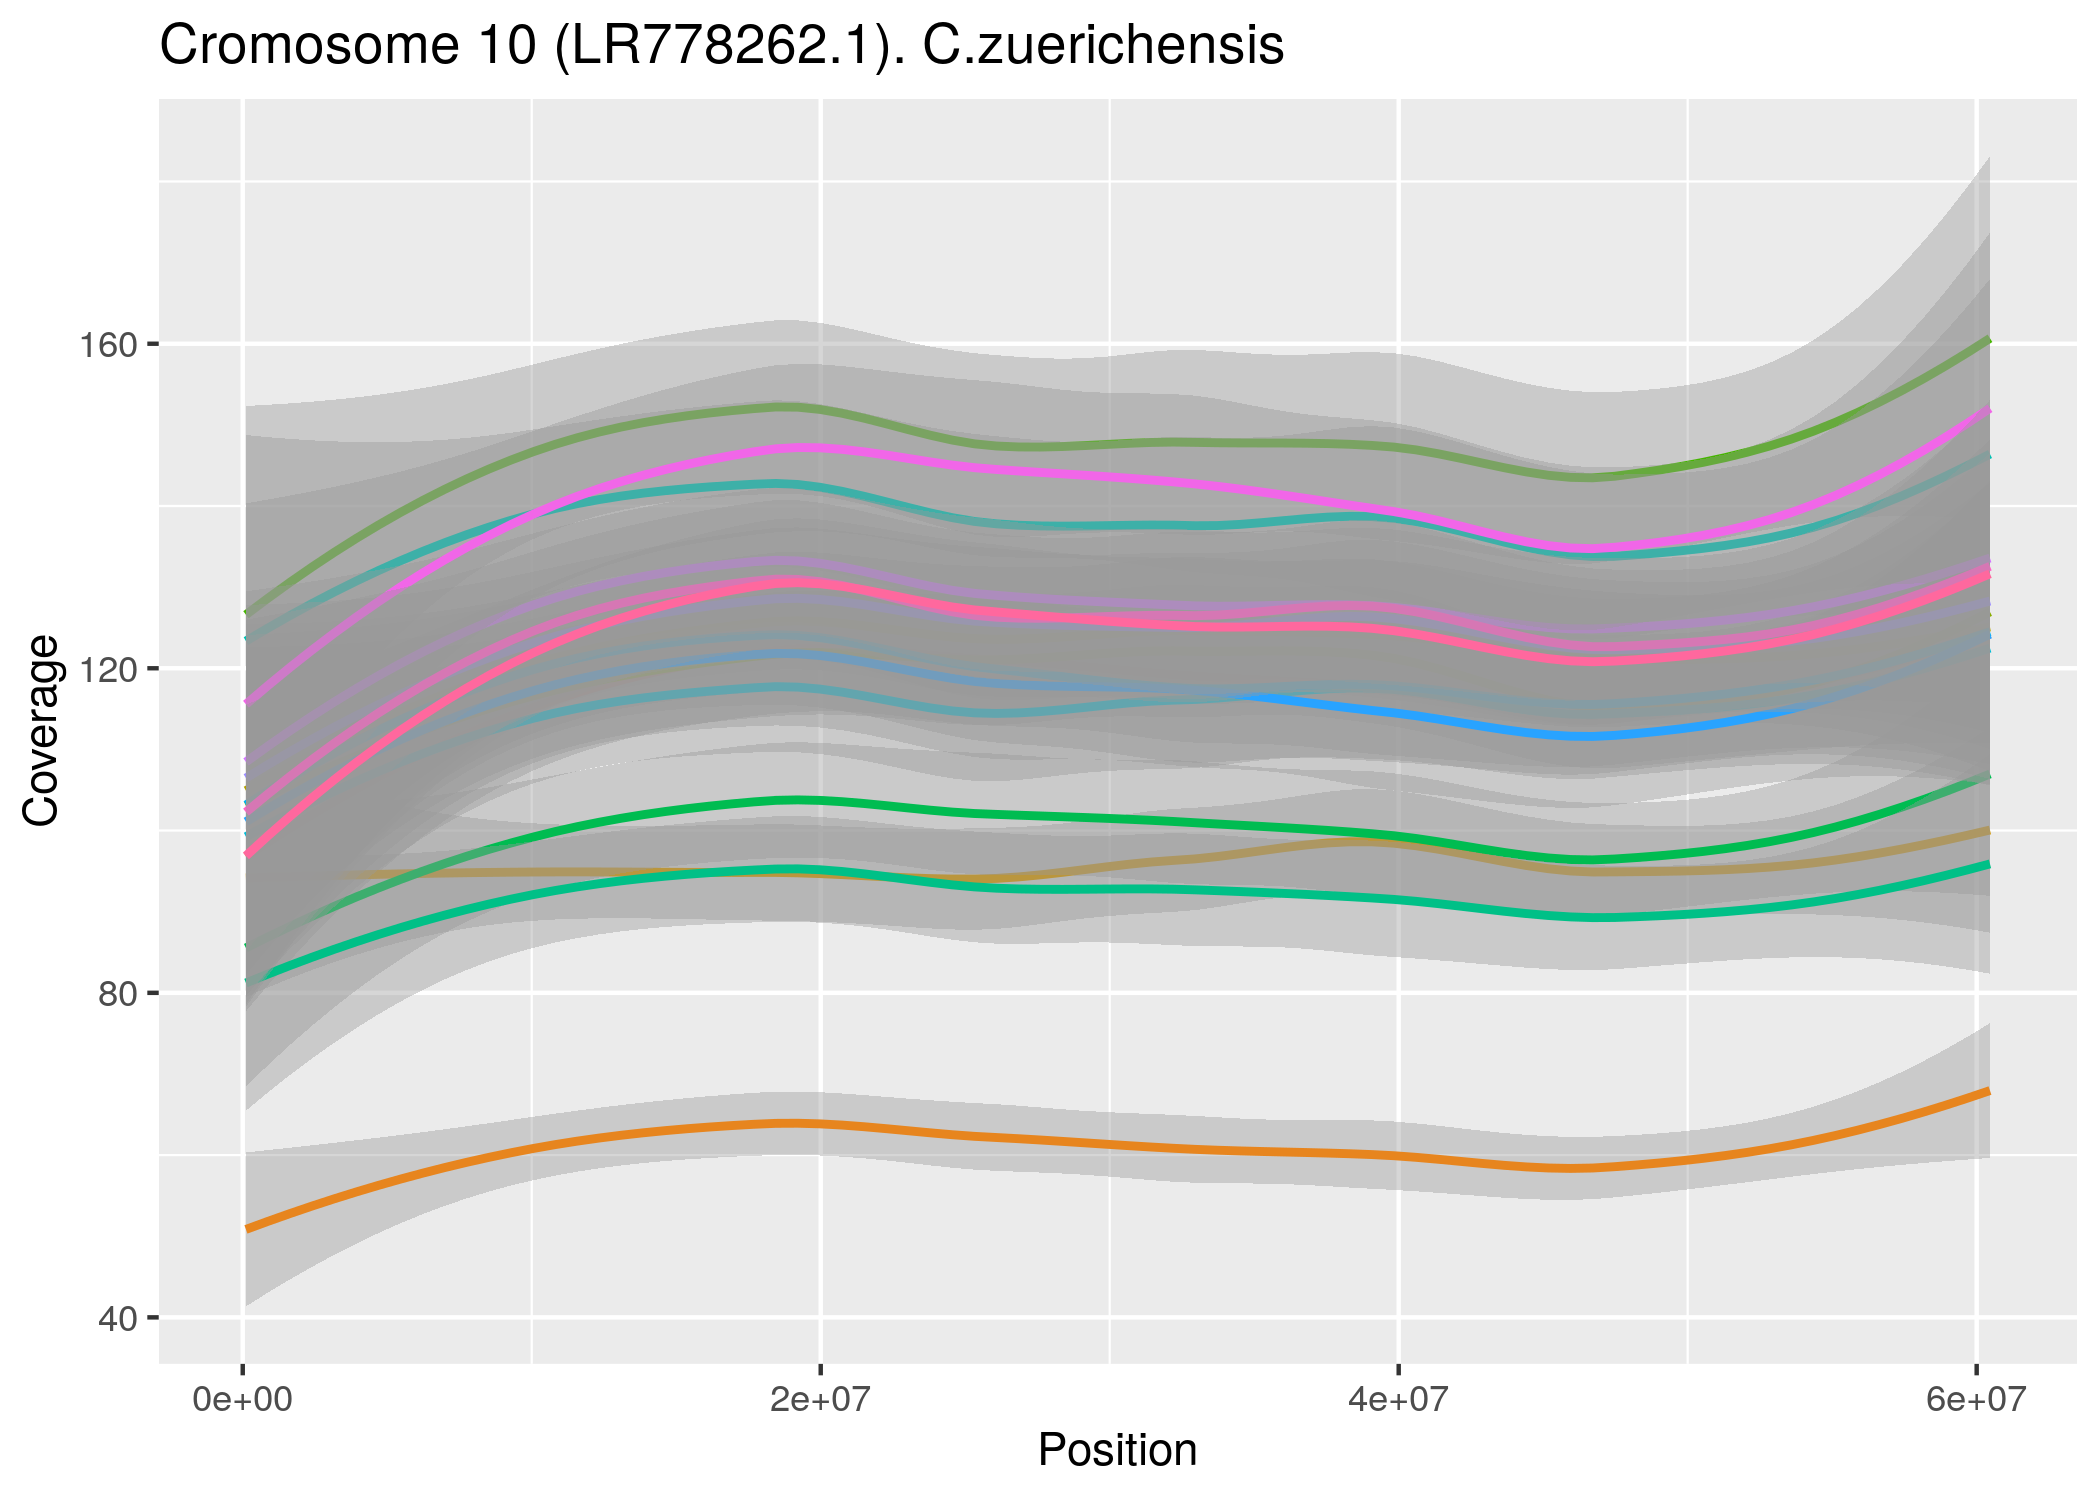 Cromosome 10 (LR778262.1). C.zuerichensis
Coverage
160
120
80
40
0e+00 2e+07 4e+07 6e+07
Position